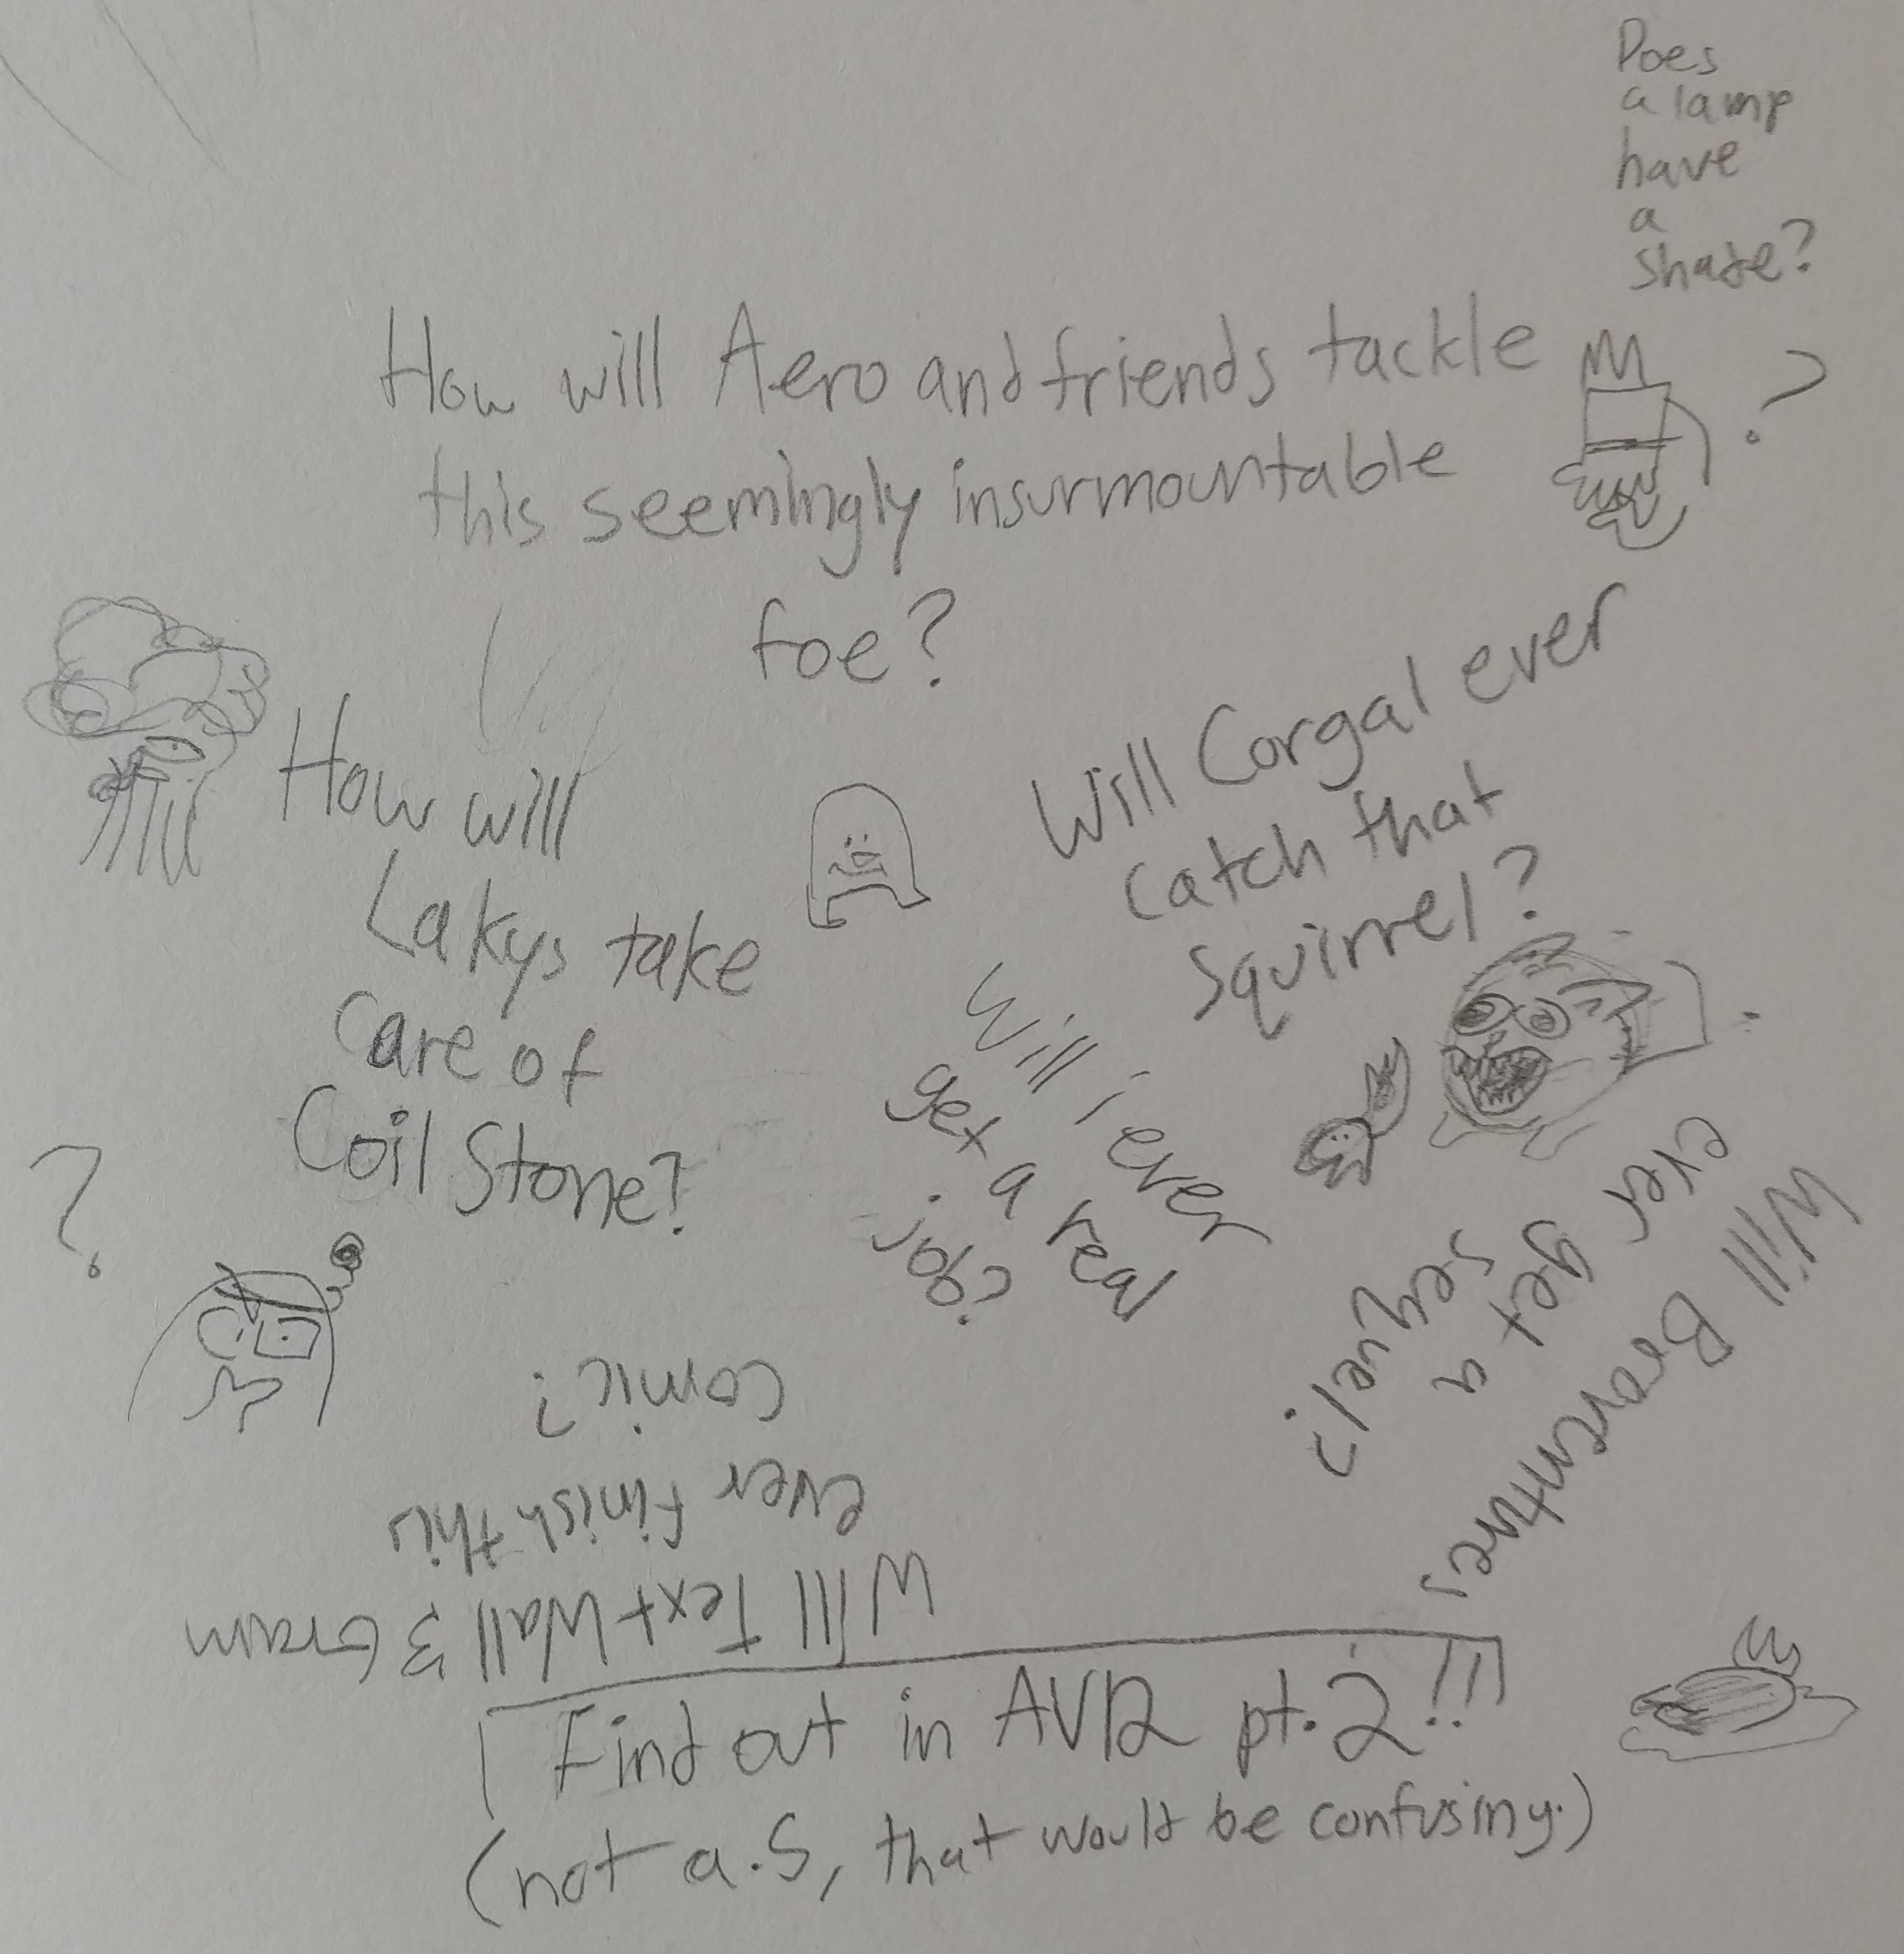 Does
a lamp
have
a
shade?
How will Aero and friends tackle
this seemingly insurmountable
foe?
?
Will Corgal ever
catch that
squirrel?
How will
Lakys take
care of
Coil Stone?
?
Will i ever
get a real
job?
Will Beecmture
ever get a
sequel?
Will Text Wall & Graim
ever finish this
comic?
Find out in AVR pt. 2!!!
(not a.S, that would be confusing.)